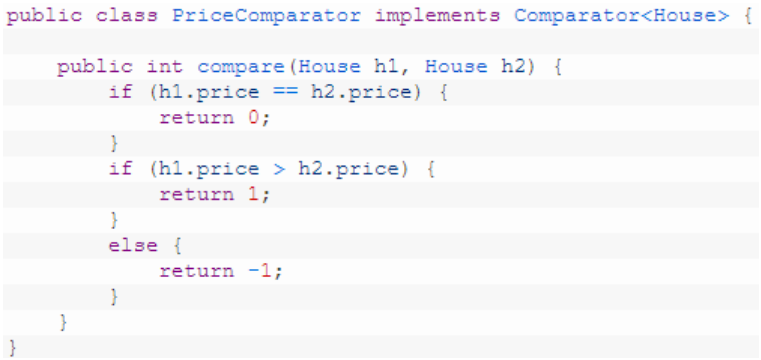 public class PriceComparator implements Comparator<House> {
    public int compare(House h1, House h2) {
        if (h1.price == h2.price) {
            return 0;
        }
        if (h1.price > h2.price) {
            return 1;
        }
        else {
            return -1;
        }
    }
}